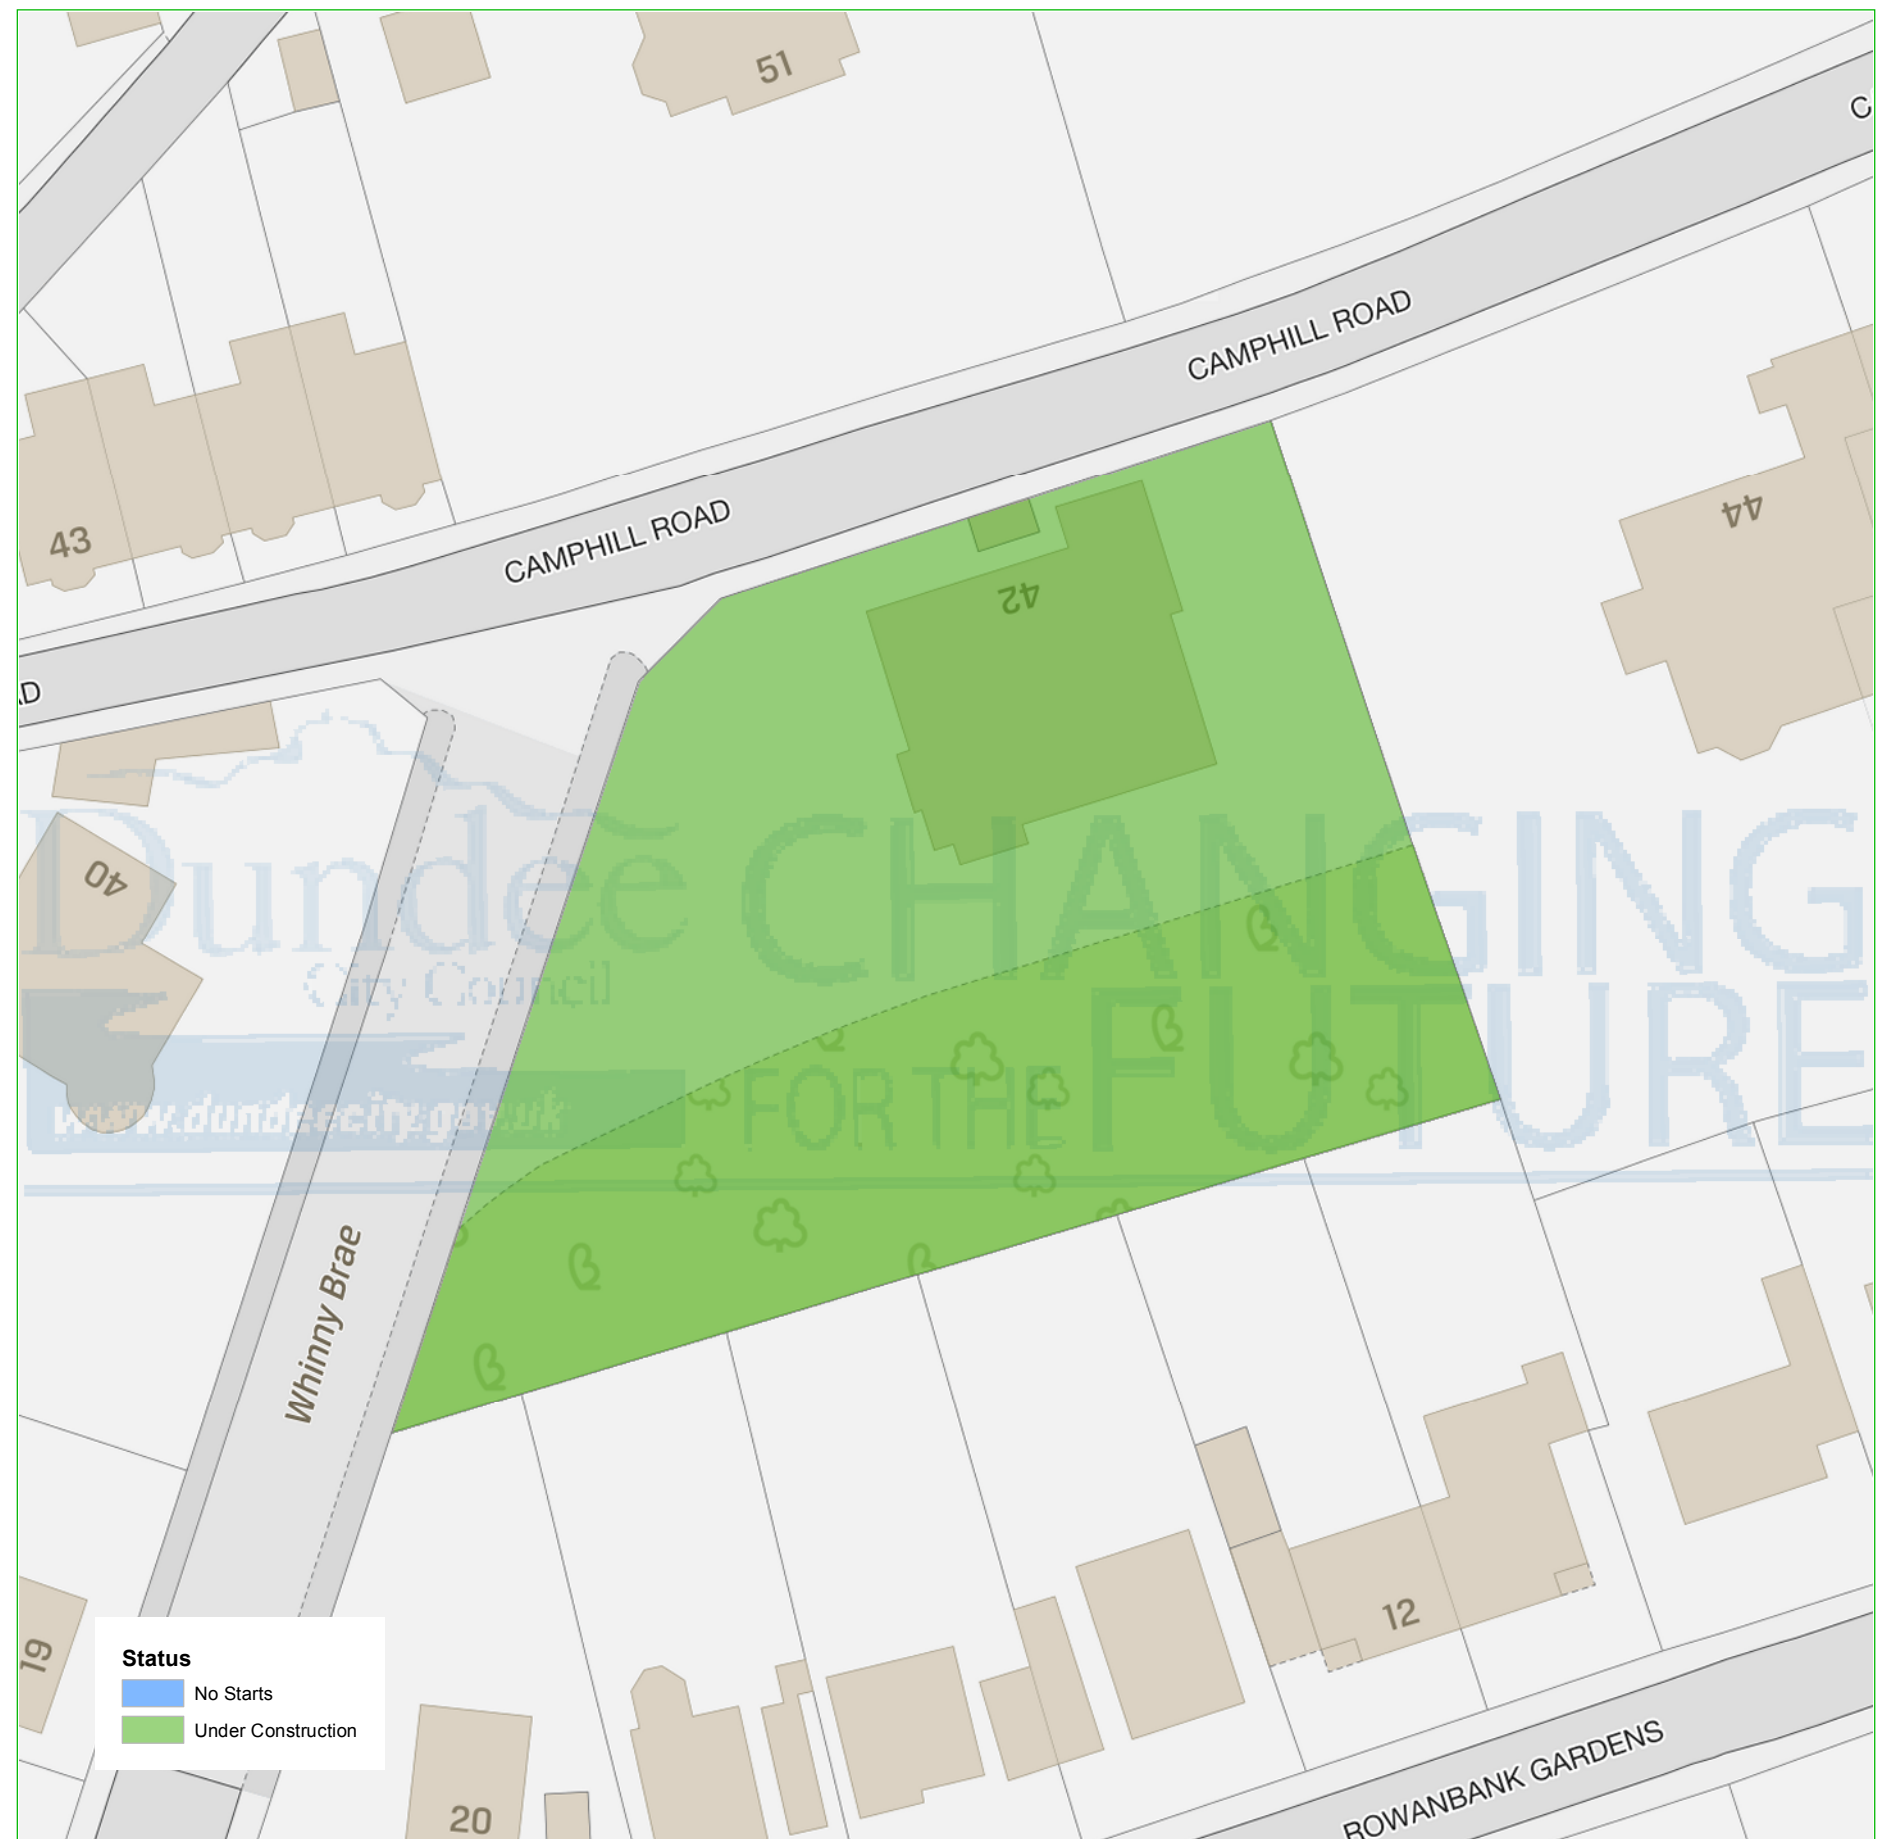 51
C
CAMPHILL ROAD
44
CAMPHILL ROAD
43
42
AD
40
Dundee
City Council
www.dundeecity.gov.uk
CHANGING
FOR THE FUTURE
Whinny Brae
12
19
Status
No Starts
Under Construction
20
ROWANBANK GARDENS